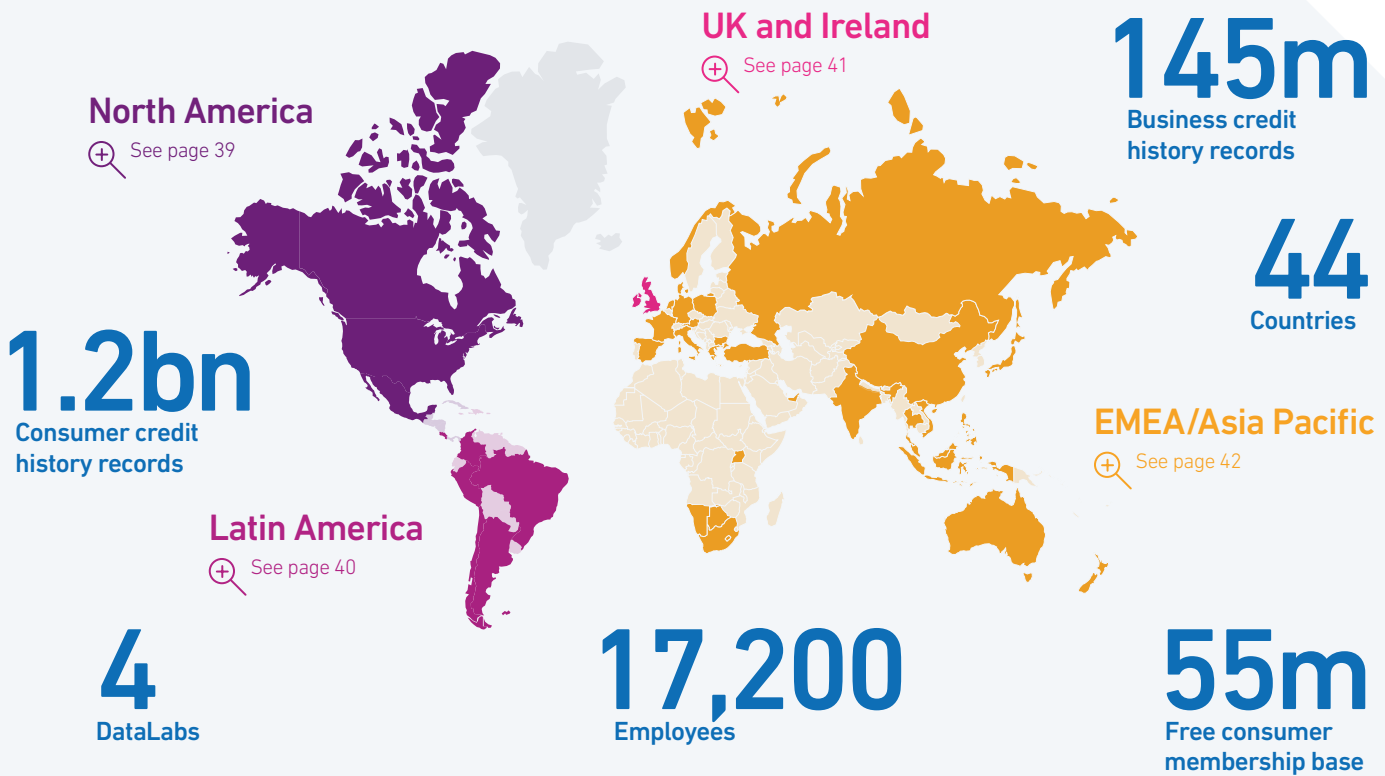 UK and Ireland
See page 41
145m
Business credit
history records
North America
See page 39
44
Countries
1.2bn
Consumer credit
history records
EMEA/Asia Pacific
See page 42
Latin America
See page 40
4
DataLabs
17,200
Employees
55m
Free consumer
membership base